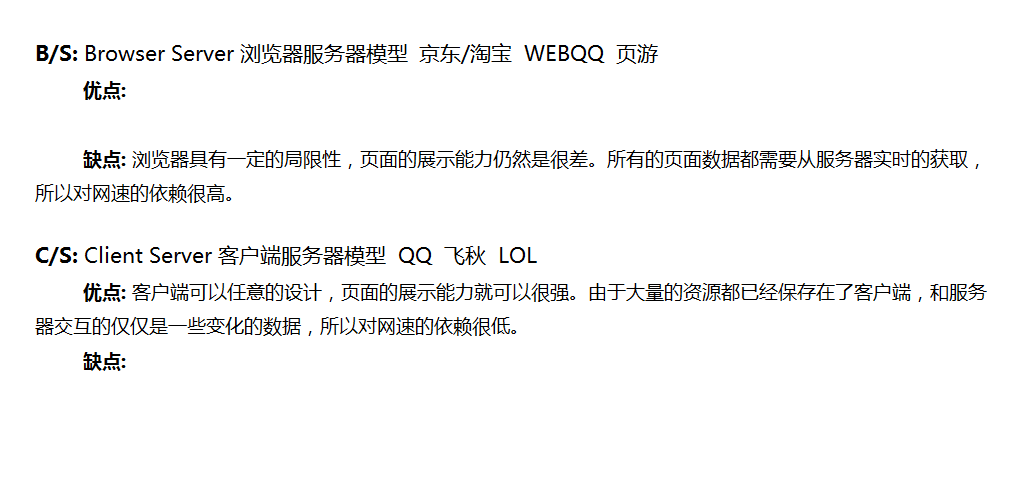 B/S: Browser Server 浏览器服务器模型 京东/淘宝 WEBQQ 页游
优点:
缺点: 浏览器具有一定的局限性，页面的展示能力仍然是很差。所有的页面数据都需要从服务器实时的获取，
所以对网速的依赖很高。
C/S: Client Server 客户端服务器模型 QQ 飞秋 LOL
优点: 客户端可以任意的设计，页面的展示能力就可以很强。由于大量的资源都已经保存在了客户端，和服务
器交互的仅仅是一些变化的数据，所以对网速的依赖很低。
缺点: